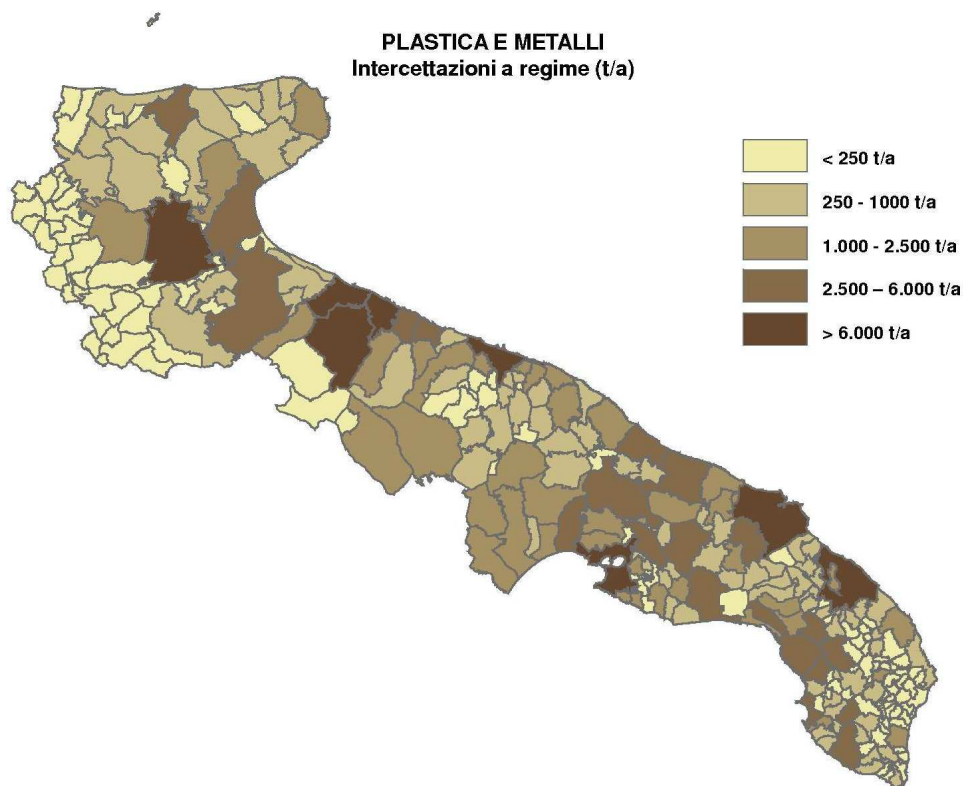 PLASTICA E METALLI
Intercettazioni a regime (t/a)
< 250 t/a
250 - 1000 t/a
1.000 - 2.500 t/a
2.500 – 6.000 t/a
> 6.000 t/a